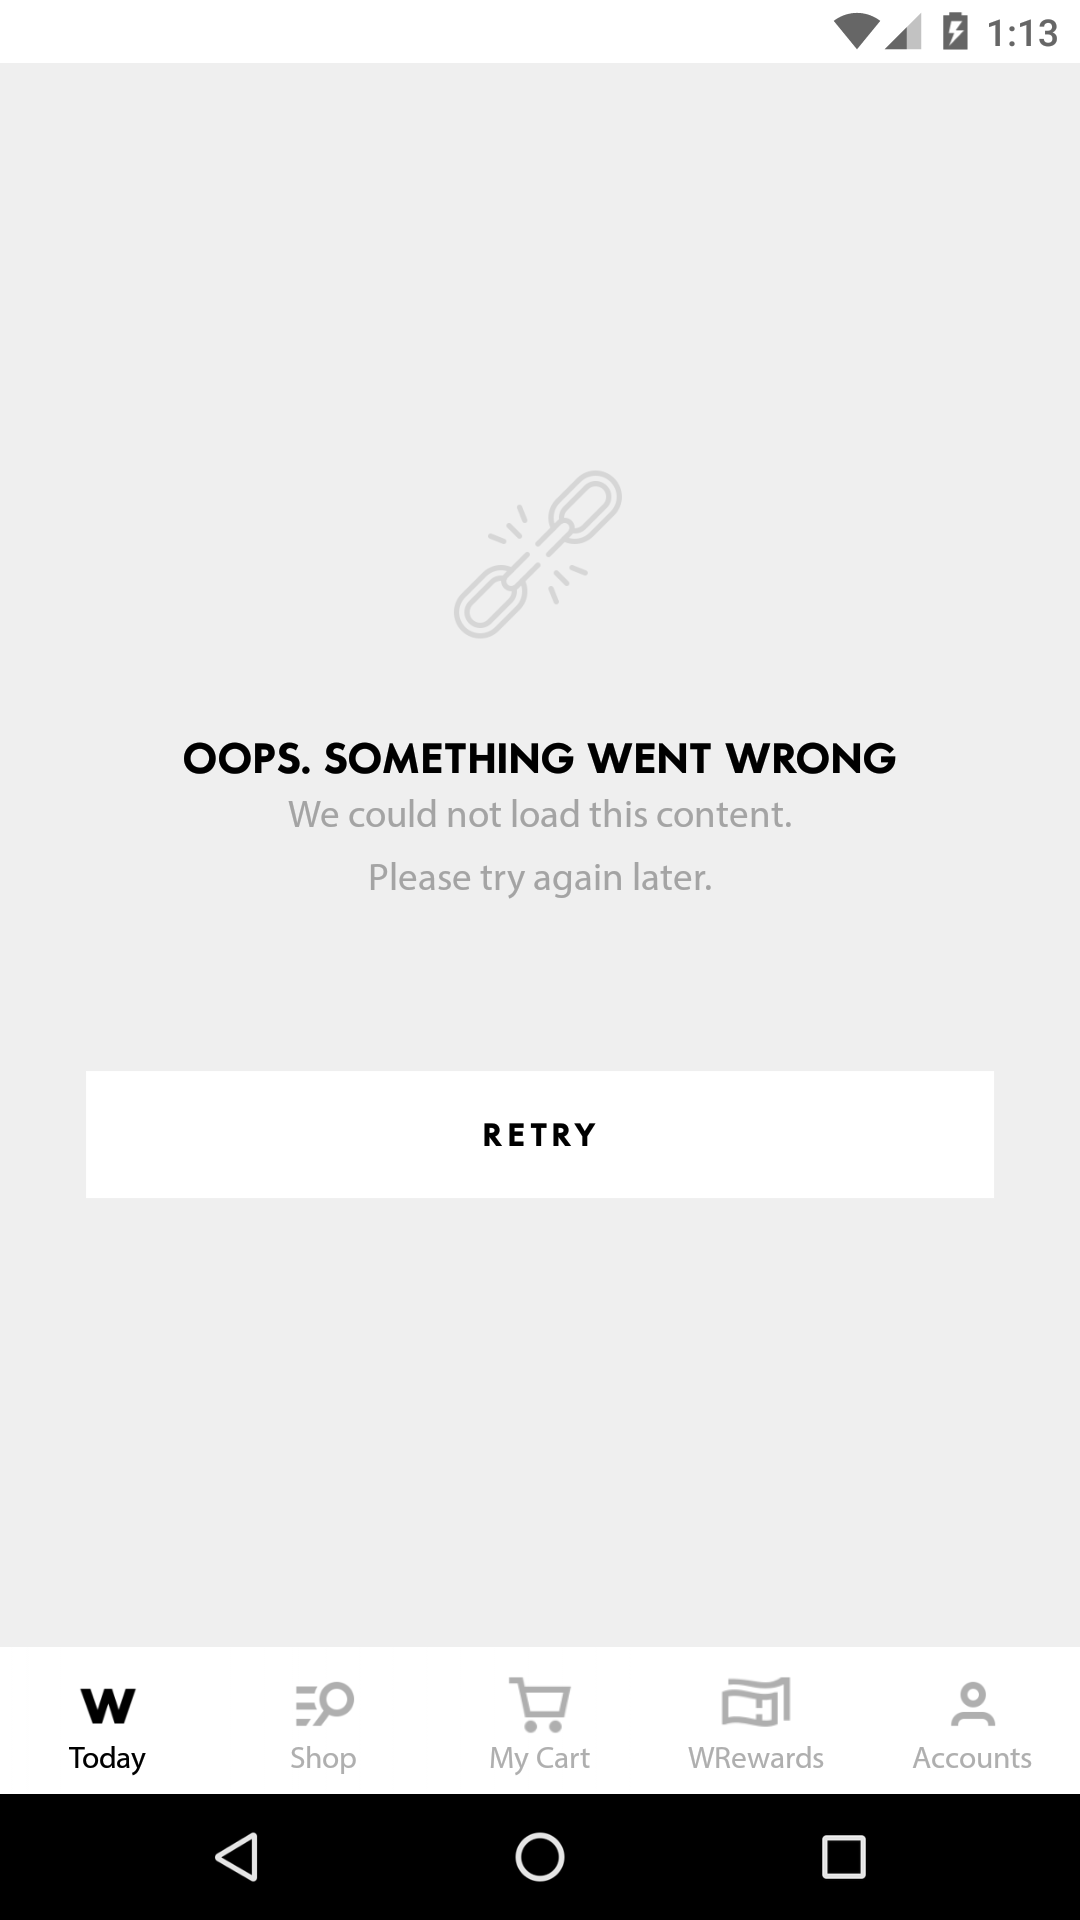 1:13
OOPS. SOMETHING WENT WRONG
We could not load this content.
Please try again later.
RETRY
W
Today
Shop
My Cart
WRewards
Accounts